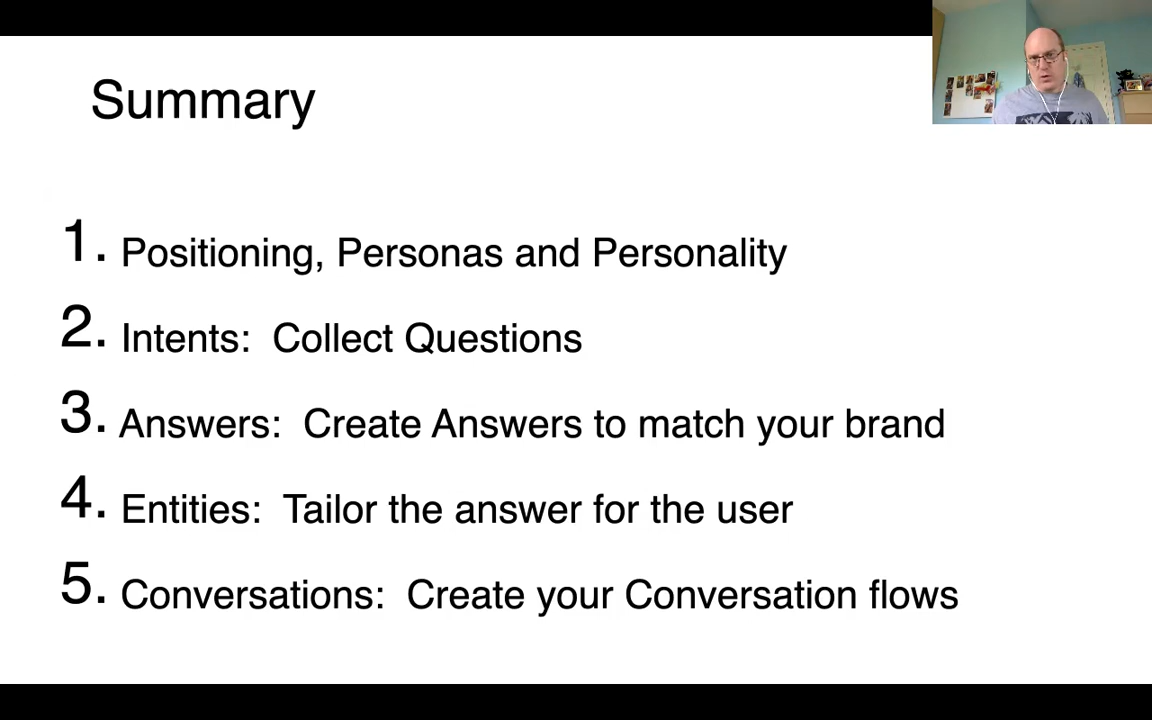 Summary
1. Positioning, Personas and Personality
2. Intents:  Collect Questions
3. Answers:  Create Answers to match your brand
4. Entities:  Tailor the answer for the user
5. Conversations:  Create your Conversation flows